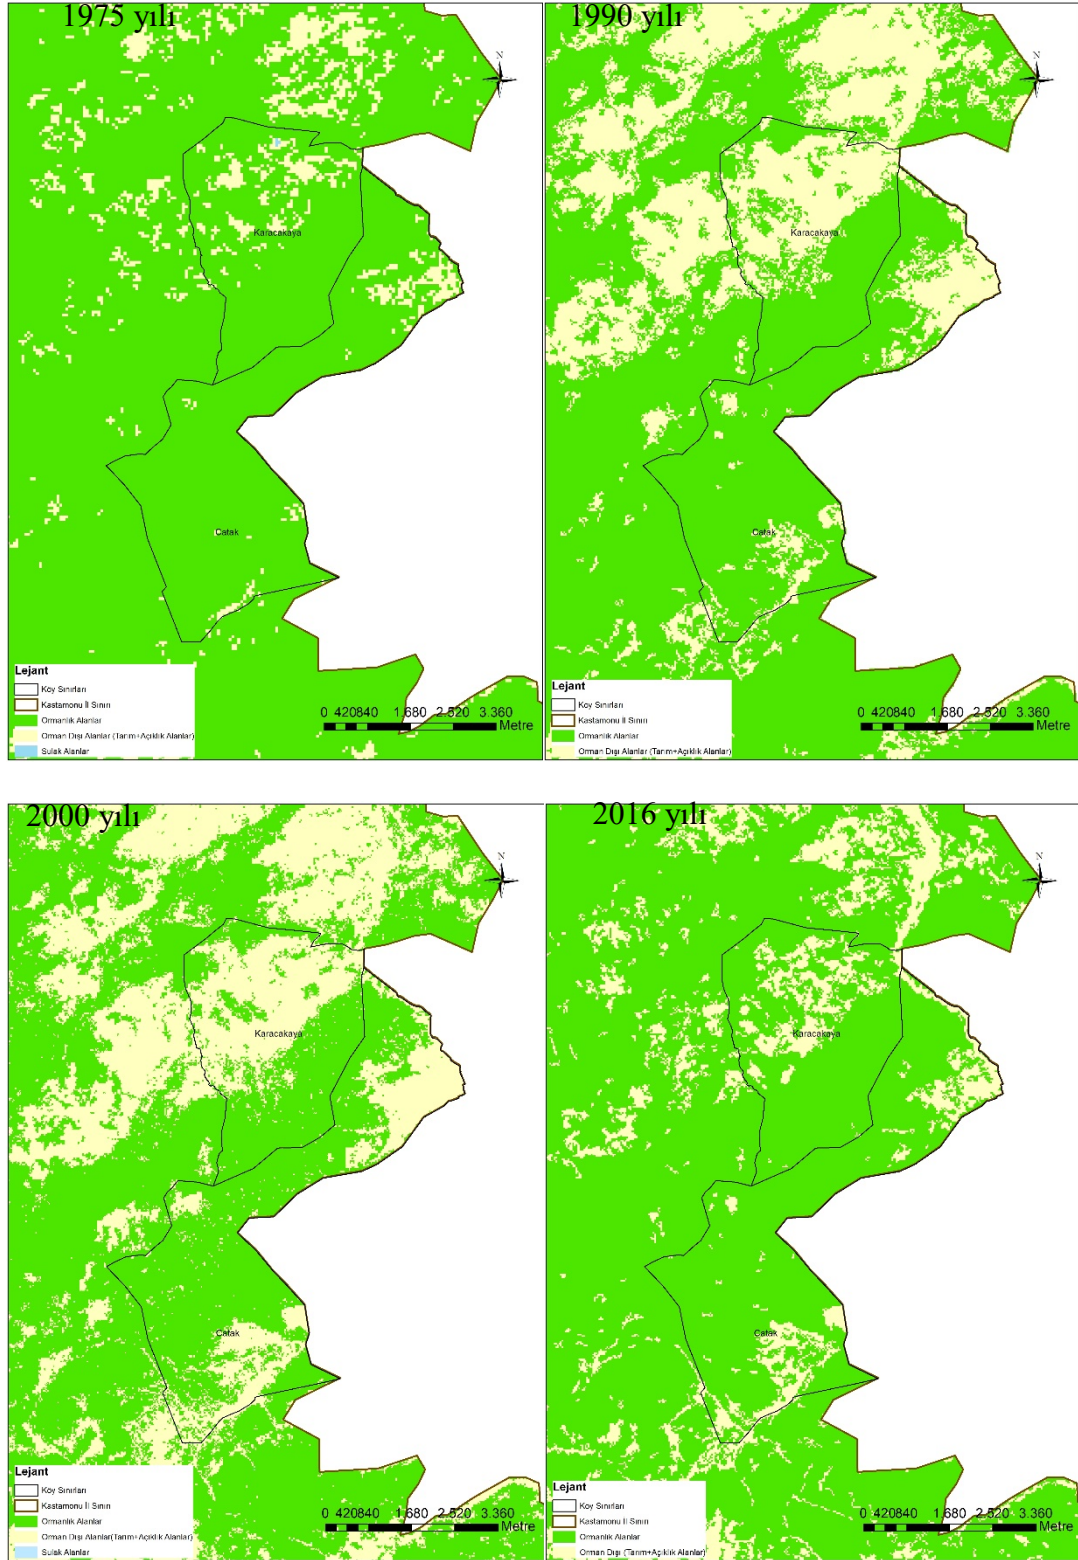 1975 yılı
N
Karacakaya
Catak
Lejant
Köy Sınırları
Kastamonu İl Sınırı
Ormanlık Alanlar
Orman Dışı Alanlar (Tarım+Açıklık Alanlar)
Sulak Alanlar
0 420840 1.680 2.520 3.360
Metre
1990 yılı
N
Karacakaya
Catak
Lejant
Köy Sınırları
Kastamonu İl Sınırı
Ormanlık Alanlar
Orman Dışı Alanlar (Tarım+Açıklık Alanlar)
0 420840 1.680 2.520 3.360
Metre
2000 yılı
N
Karacakaya
Catak
Lejant
Köy Sınırları
Kastamonu İl Sınırı
Ormanlık Alanlar
Orman Dışı Alanlar(Tarım+Açıklık Alanlar)
Sulak Alanlar
0 420840 1.680 2.520 3.360
Metre
2016 yılı
N
Karacakaya
Catak
Lejant
Köy Sınırları
Kastamonu İl Sınırı
Ormanlık Alanlar
Orman Dışı (Tarım+Açıklık Alanlar)
0 420840 1.680 2.520 3.360
Metre